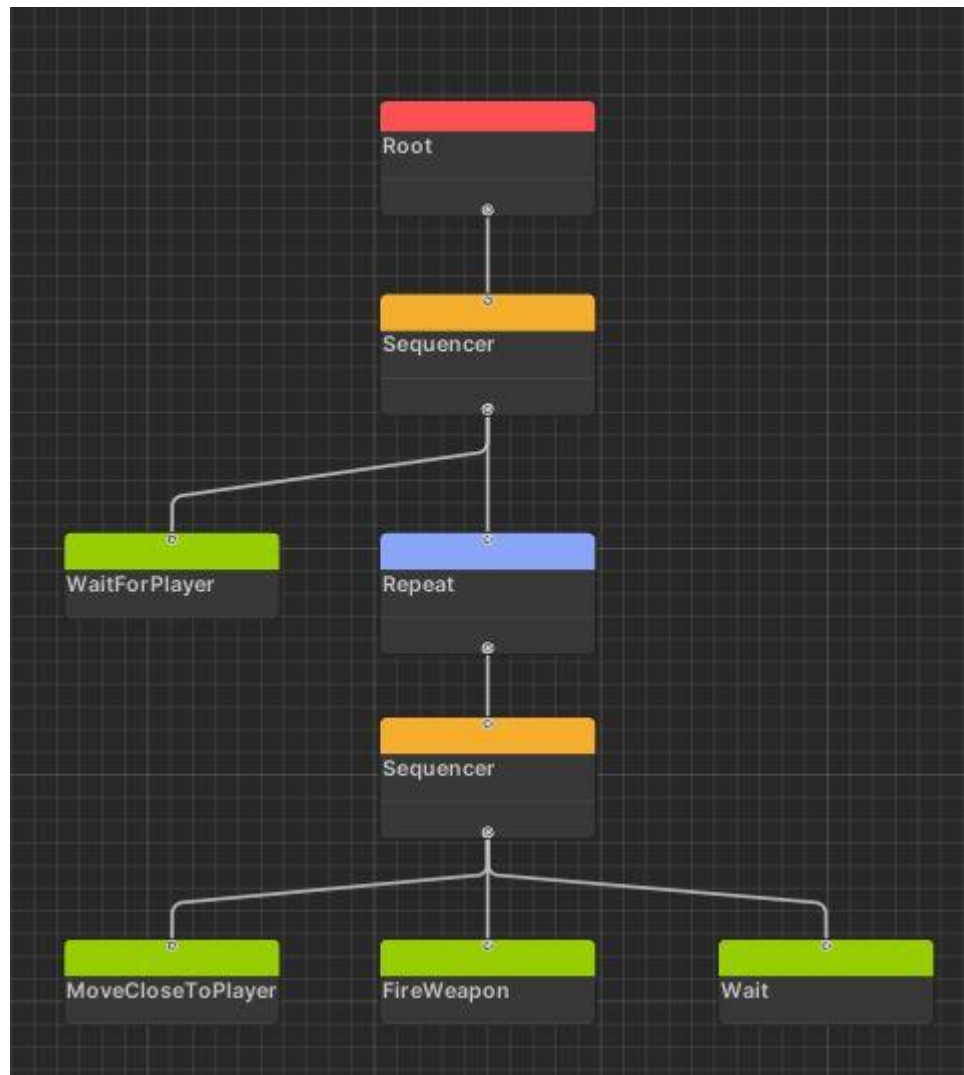 Root
Sequencer
WaitForPlayer
Repeat
Sequencer
MoveCloseToPlayer
FireWeapon
Wait